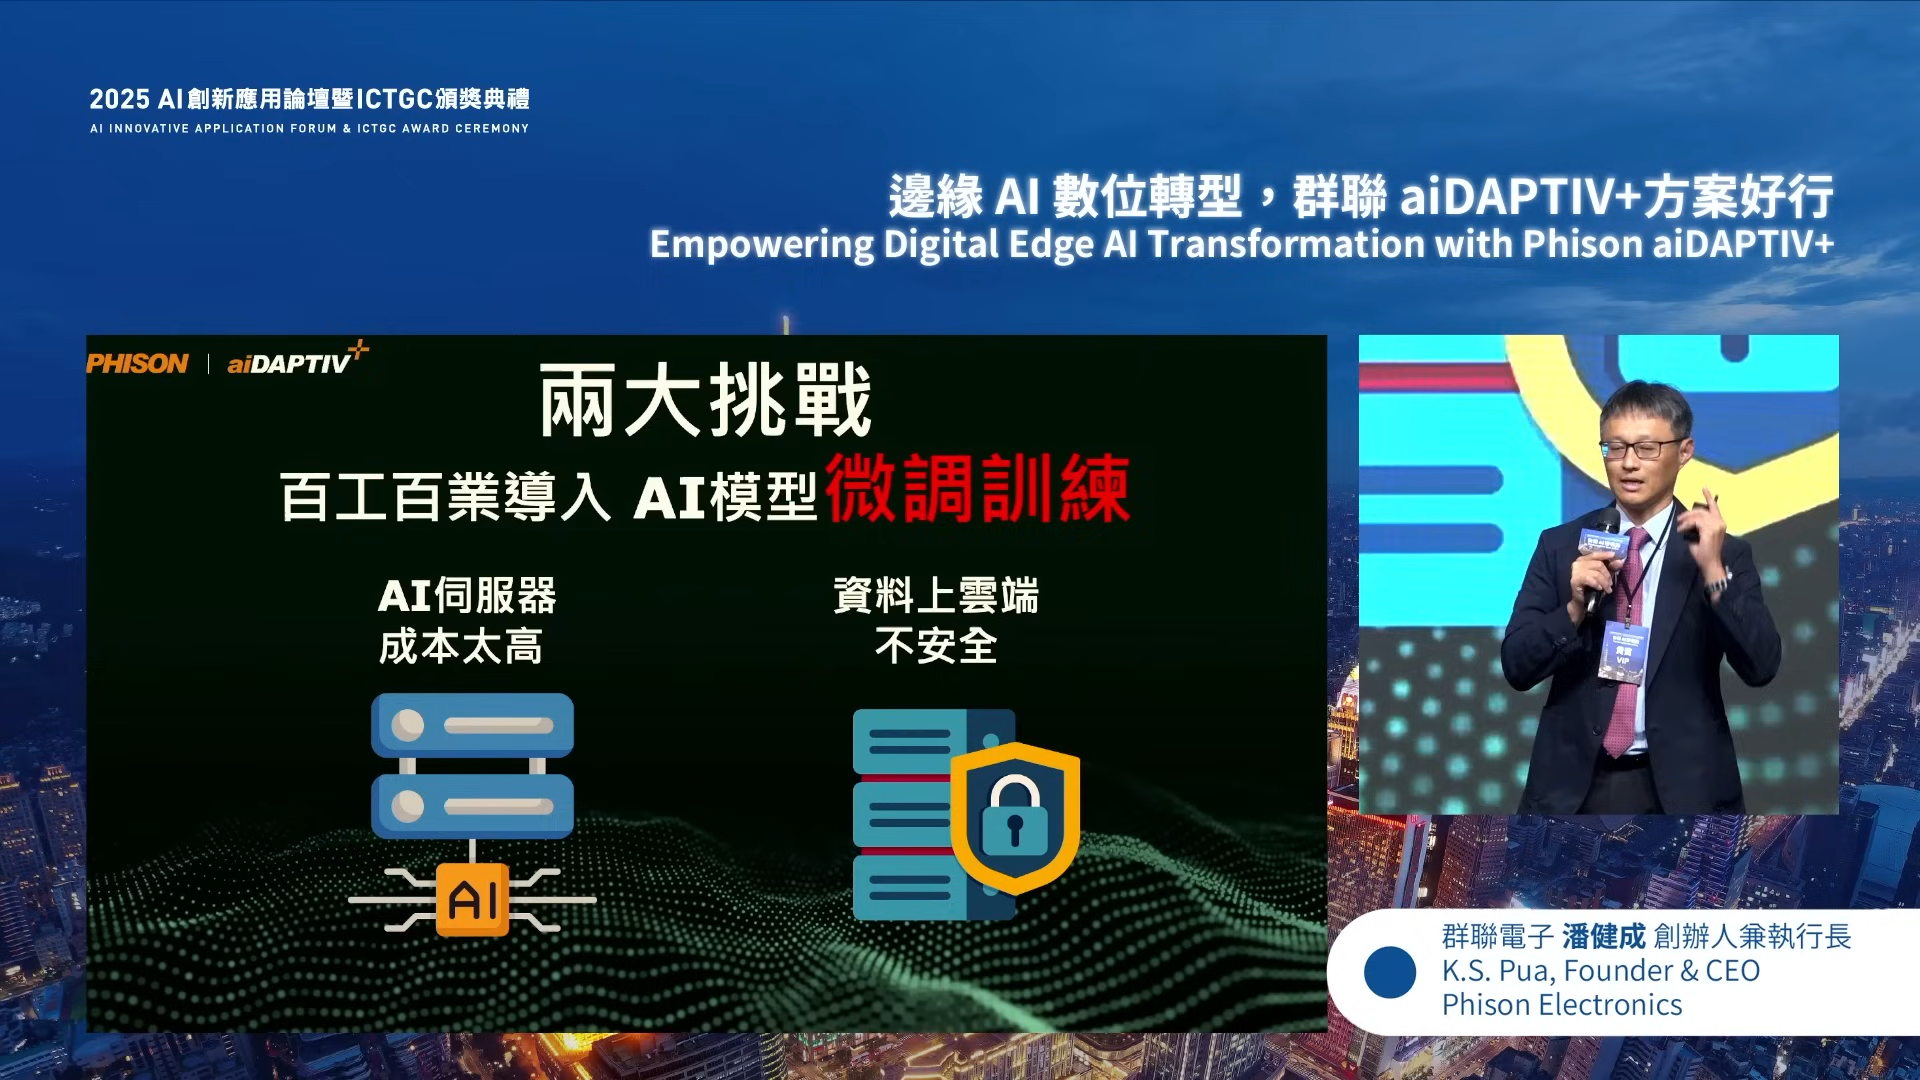 2025 AI創新應用論壇暨ICTGC頒獎典禮
AI INNOVATIVE APPLICATION FORUM & ICTGC AWARD CEREMONY
邊緣 AI 數位轉型，群聯 aiDAPTIV+方案好行
Empowering Digital Edge AI Transformation with Phison aiDAPTIV+
PHISON | aiDAPTIV+
兩大挑戰
百工百業導入 AI模型微調訓練
AI伺服器
成本太高
資料上雲端
不安全
AI
貴賓
VIP
群聯電子 潘健成 創辦人兼執行長
K.S. Pua, Founder & CEO
Phison Electronics